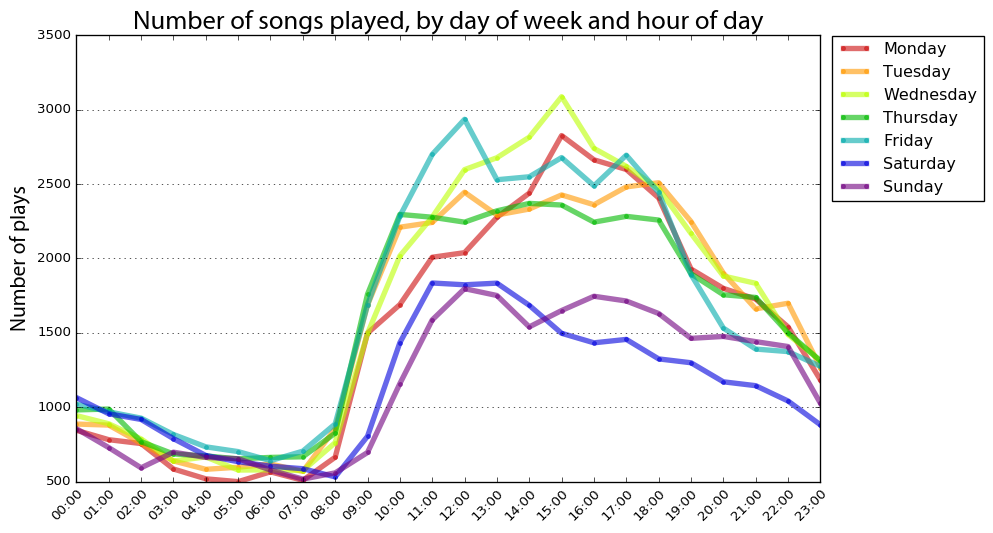 Number of songs played, by day of week and hour of day
Number of plays
3500
3000
2500
2000
1500
1000
500
00:00 01:00 02:00 03:00 04:00 05:00 06:00 07:00 08:00 09:00 10:00 11:00 12:00 13:00 14:00 15:00 16:00 17:00 18:00 19:00 20:00 21:00 22:00 23:00
Monday
Tuesday
Wednesday
Thursday
Friday
Saturday
Sunday